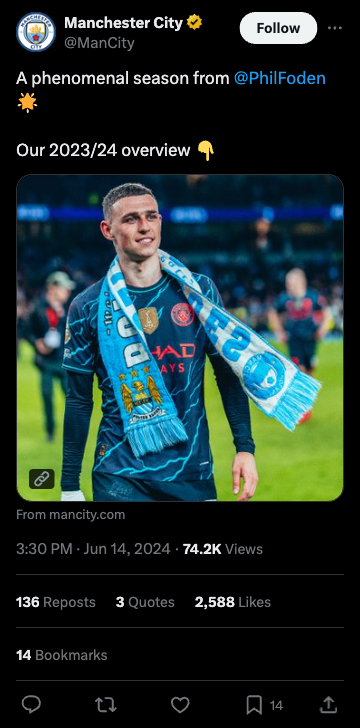 Manchester City
@ManCity
Follow
A phenomenal season from @PhilFoden
🌟
Our 2023/24 overview 👇
From mancity.com
3:30 PM · Jun 14, 2024 · 74.2K Views
136 Reposts 3 Quotes 2,588 Likes
14 Bookmarks
14